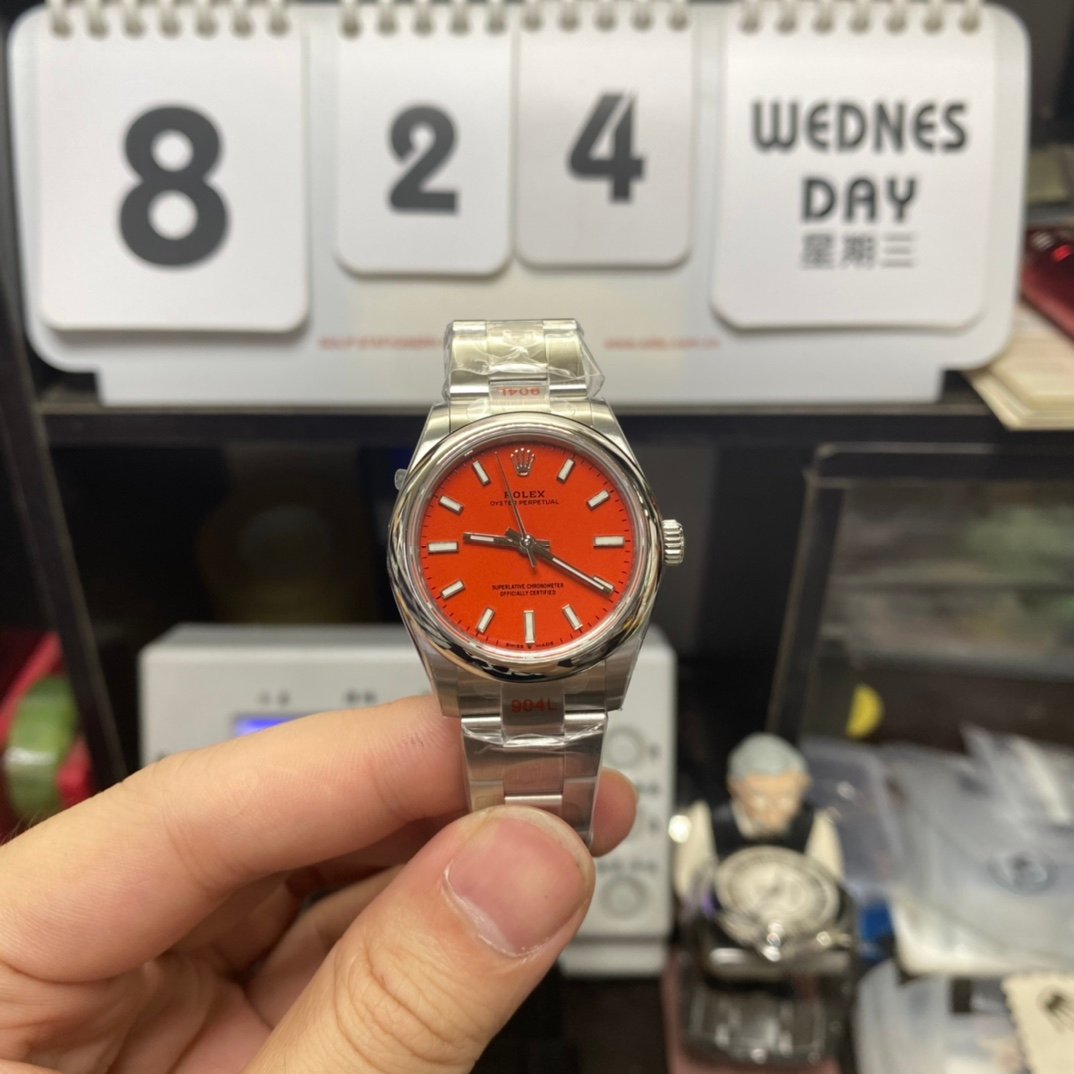 8
2
4
WEDNES
DAY
星期三
904L
ROLEX
OYSTER PERPETUAL
SUPERLATIVE CHRONOMETER
OFFICIALLY CERTIFIED
SWISS MADE
904L